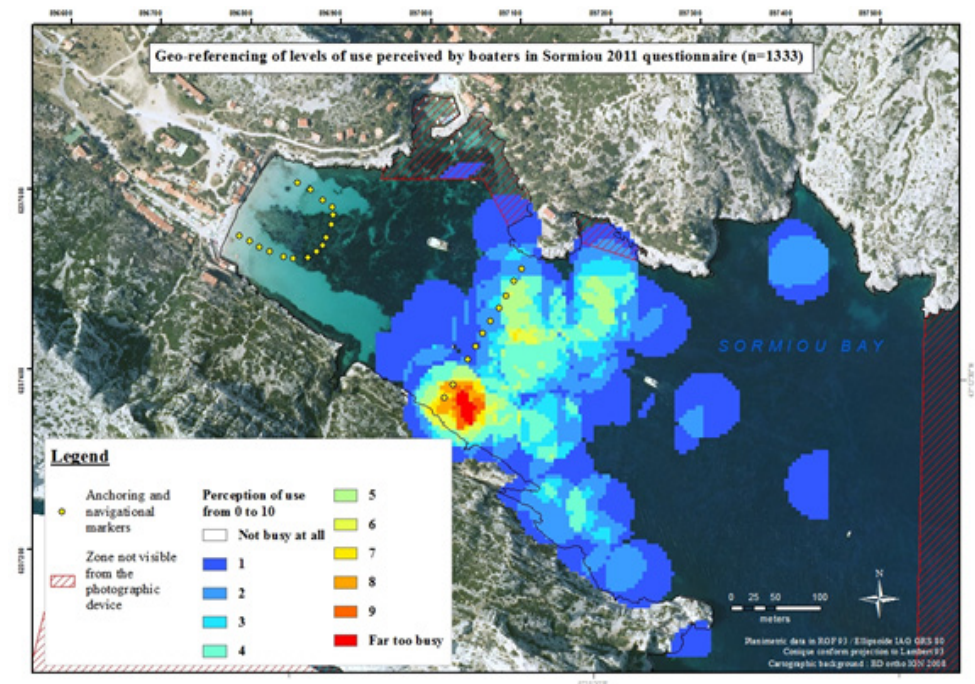 Geo-referencing of levels of use perceived by boaters in Sormiou 2011 questionnaire (n=1333)
SORMIOU BAY
Legend
Anchoring and
navigational
markers
Zone not visible
from the
photographic
device
Perception of use
from 0 to 10
Not busy at all
1
2
3
4
5
6
7
8
9
Far too busy
N
0 25 50 100
meters
Planimetric data in RGF 93 / Ellipsoide IAG GRS 80
Conique conform projection to Lambert 93
Cartographic background : BD ortho IGN 2008